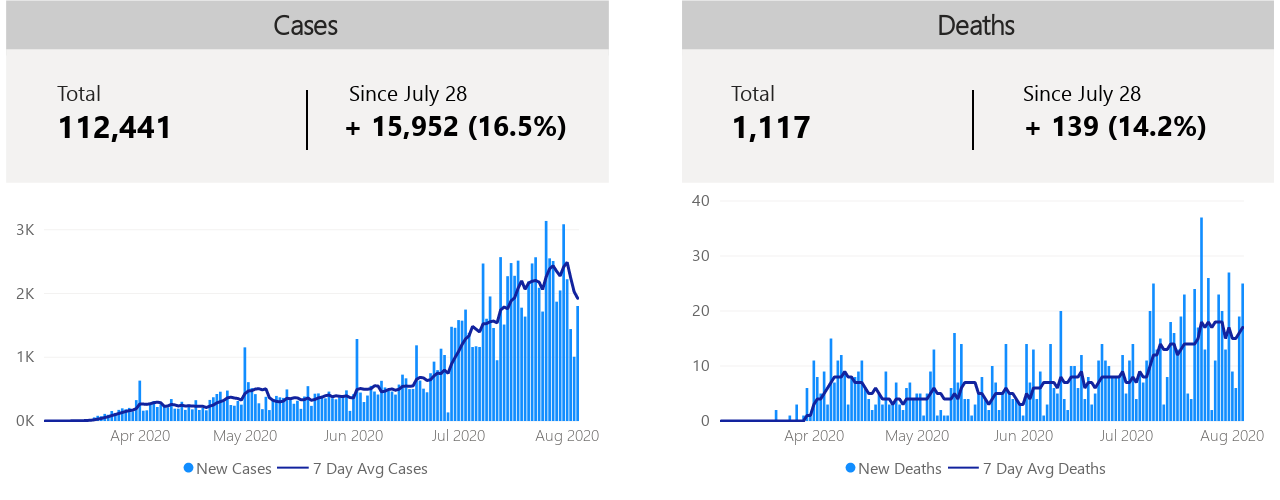 Cases
Total
112,441
Since July 28
+ 15,952 (16.5%)
3K
2K
1K
0K
Apr 2020 May 2020 Jun 2020 Jul 2020 Aug 2020
New Cases 7 Day Avg Cases
Deaths
Total
1,117
Since July 28
+ 139 (14.2%)
40
30
20
10
0
Apr 2020 May 2020 Jun 2020 Jul 2020 Aug 2020
New Deaths 7 Day Avg Deaths